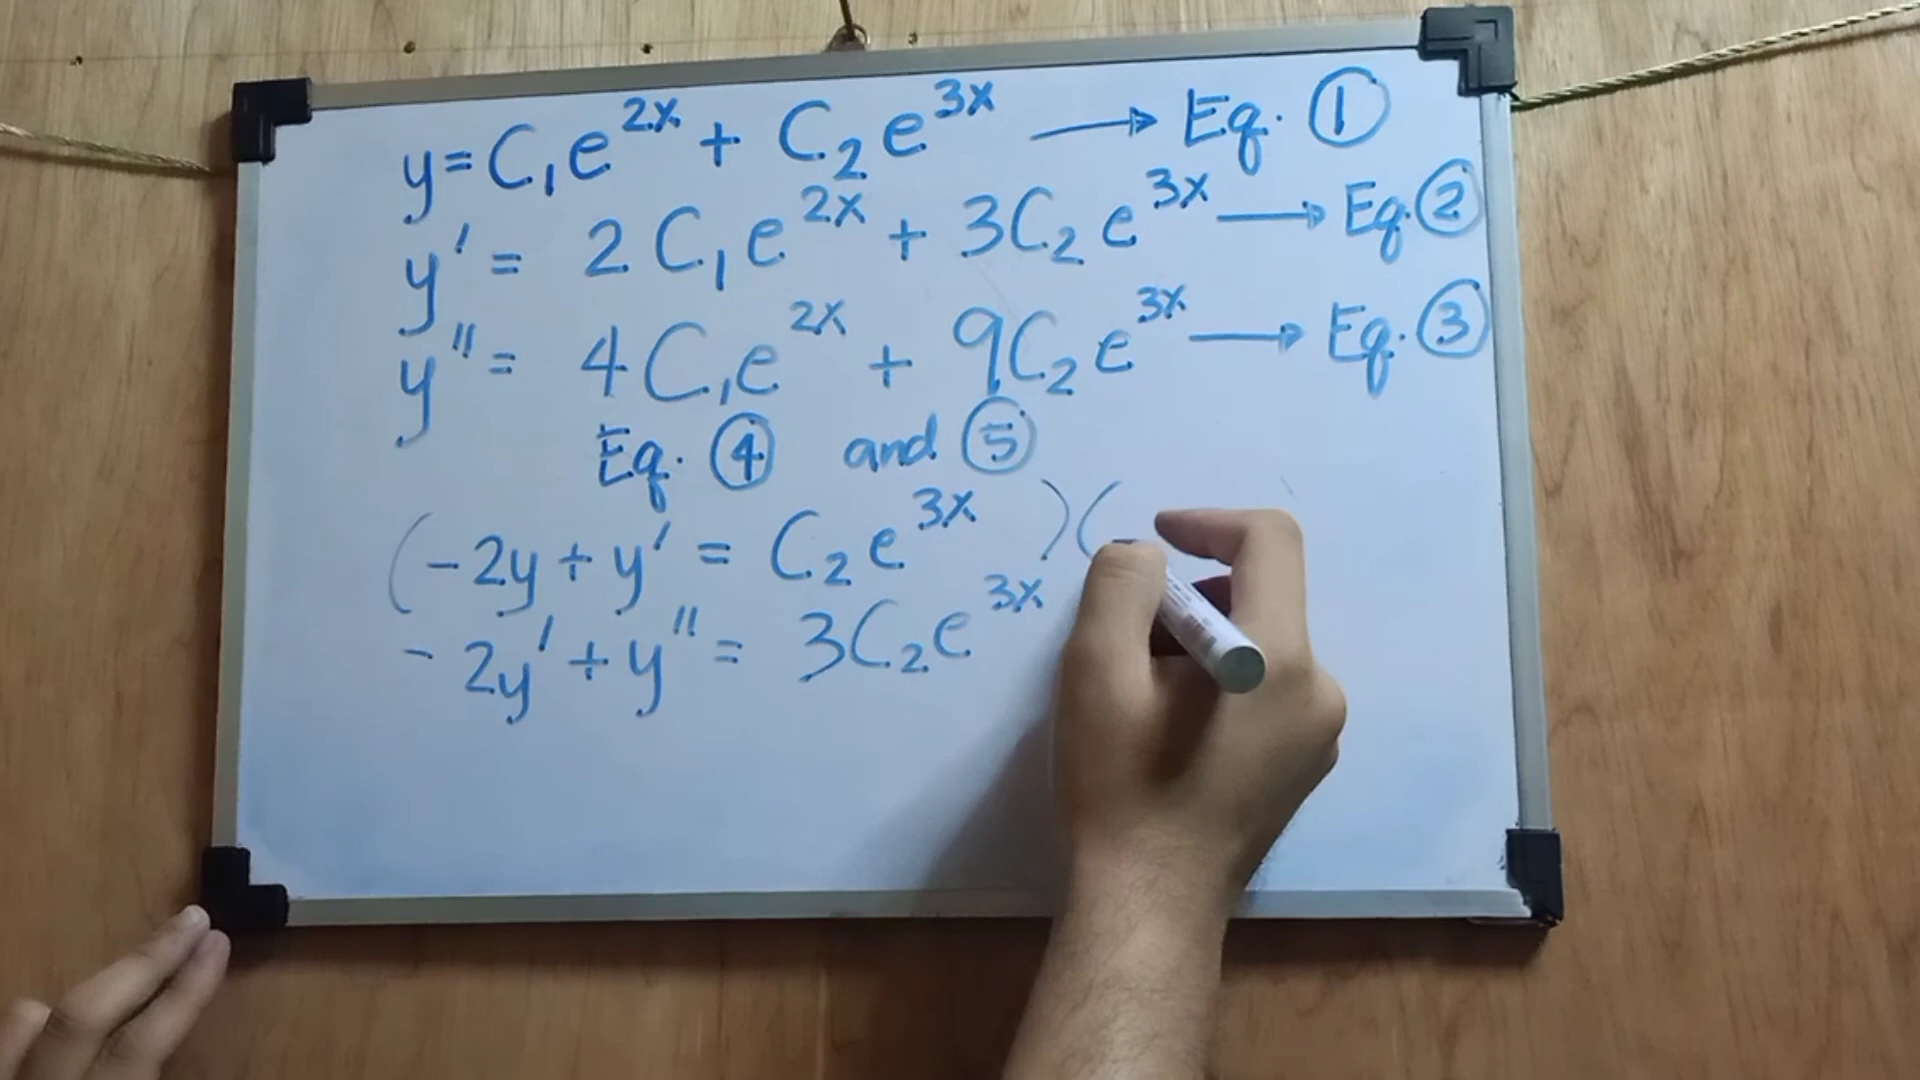 y = C₁e^2x + C₂e^3x → Eq. ①
y' = 2C₁e^2x + 3C₂e^3x → Eq. ②
y'' = 4C₁e^2x + 9C₂e^3x → Eq. ③
Eq. ④ and ⑤
(-2y + y' = C₂e^3x)(
-2y' + y'' = 3C₂e^3x